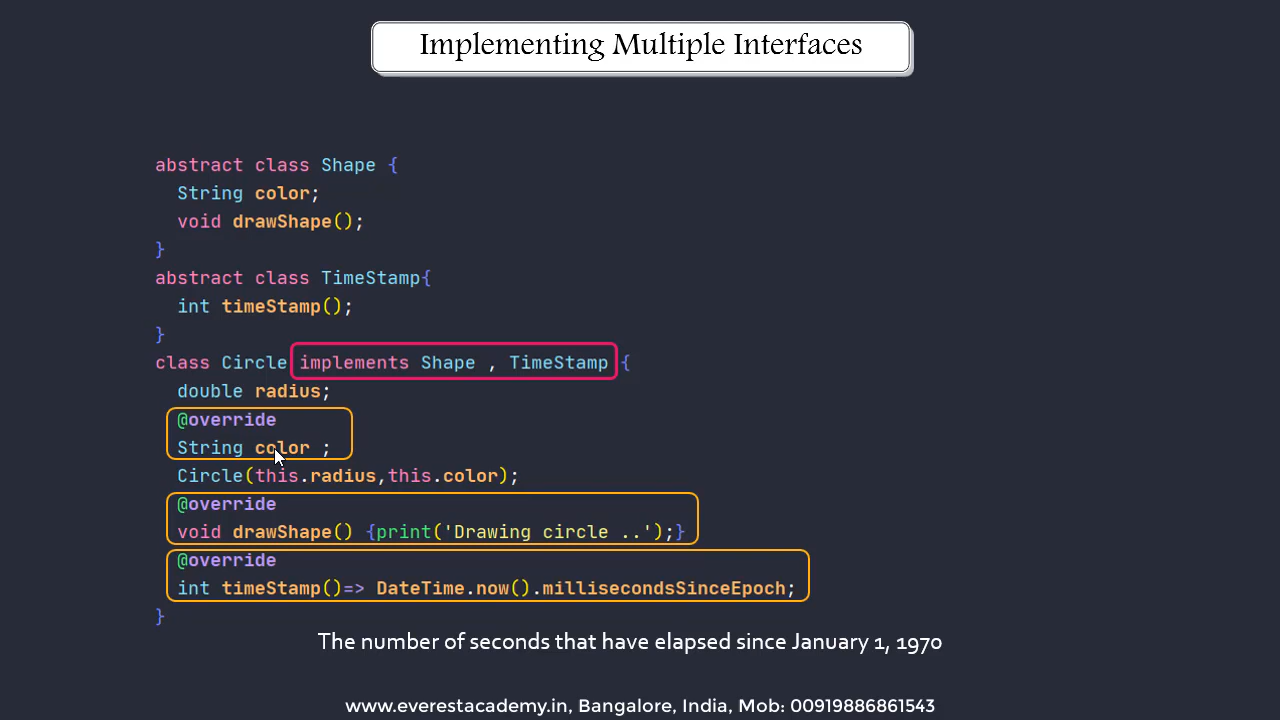 Implementing Multiple Interfaces
abstract class Shape {
String color;
void drawShape();
}
abstract class TimeStamp{
int timeStamp();
}
class Circle implements Shape , TimeStamp {
double radius;
@override
String color ;
Circle(this.radius,this.color);
@override
void drawShape() {print('Drawing circle ..');}
@override
int timeStamp()=> DateTime.now().millisecondsSinceEpoch;
}
The number of seconds that have elapsed since January 1, 1970
www.everestacademy.in, Bangalore, India, Mob: 00919886861543